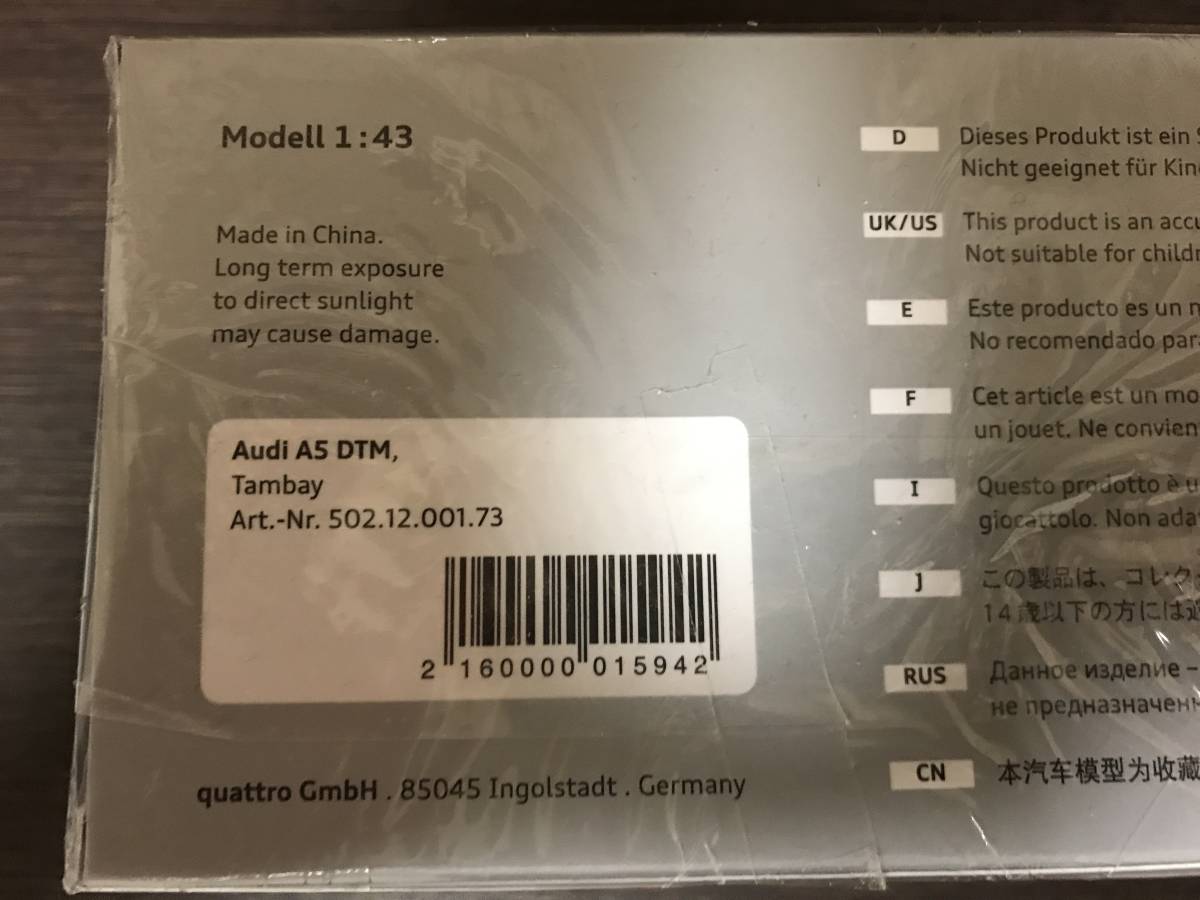 Modell 1:43
Made in China.
Long term exposure
to direct sunlight
may cause damage.
Audi A5 DTM,
Tambay
Art.-Nr. 502.12.001.73
2 160000 015942
quattro GmbH . 85045 Ingolstadt . Germany
D Dieses Produkt ist ein
Nicht geeignet für
UK/US This product is an
Not suitable for
E Este producto es un
No recomendado
F Cet article est un
un jouet. Ne
I Questo prodotto è
giocattolo. Non
J この製品は、コレク
14歳以下の方には
RUS Данное изделие –
не
CN 本汽车模型为收藏